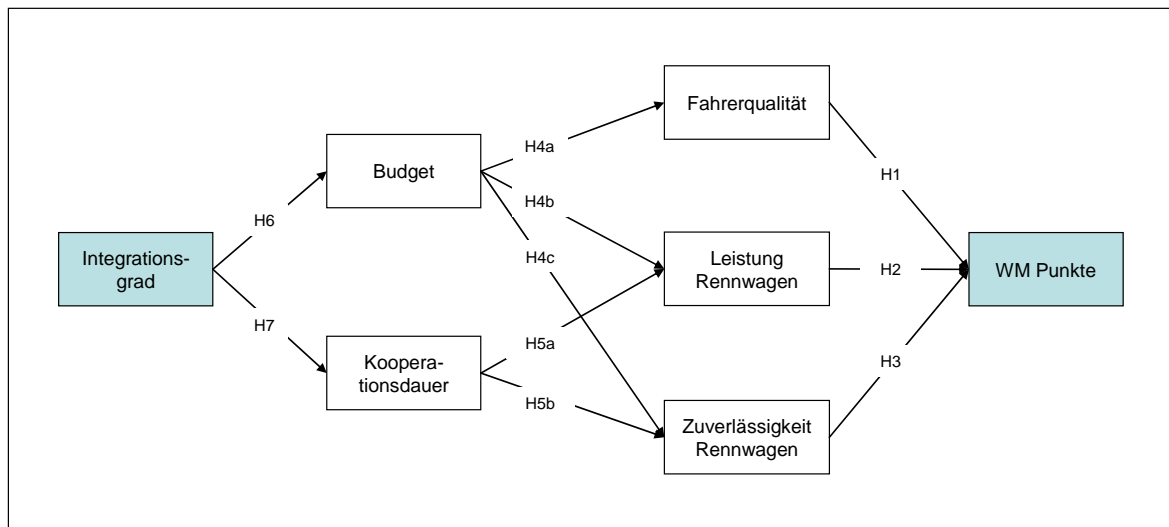 Fahrerqualität
H4a
Budget
H1
H4b
H6
Integrations-
grad
H4c
Leistung
Rennwagen
H2
WM Punkte
H7
H5a
Koopera-
tionsdauer
H3
H5b
Zuverlässigkeit
Rennwagen